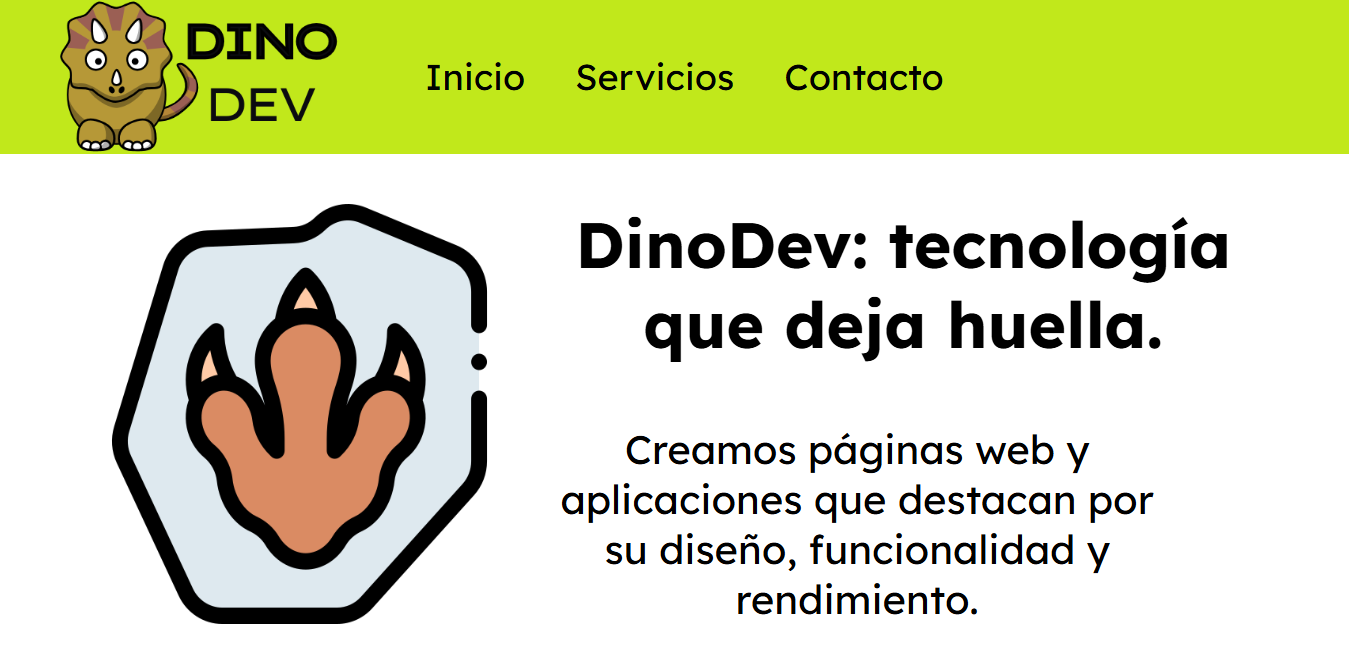 DINO
DEV
Inicio Servicios Contacto
DinoDev: tecnología
que deja huella.
Creamos páginas web y
aplicaciones que destacan por
su diseño, funcionalidad y
rendimiento.